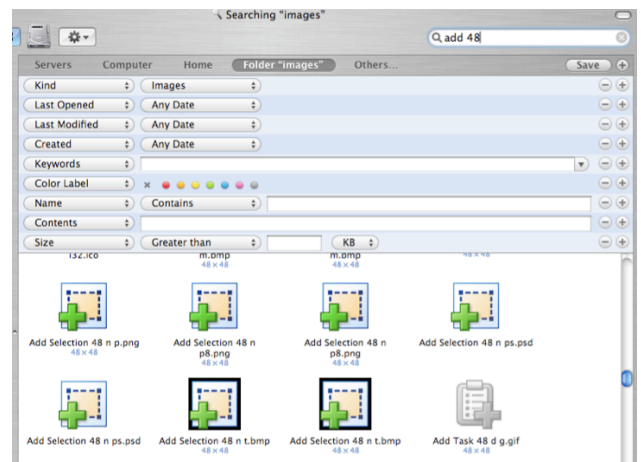 Searching "images"
add 48
Servers Computer Home Folder "images" Others... Save
Kind Images
Last Opened Any Date
Last Modified Any Date
Created Any Date
Keywords
Color Label
Name Contains
Contents
Size Greater than KB
132.ico m.bmp m.bmp 48 x 48
48 x 48 48 x 48
Add Selection 48 n p.png Add Selection 48 n Add Selection 48 n Add Selection 48 n ps.psd
48 x 48 p8.png p8.png
48 x 48 48 x 48
Add Selection 48 n ps.psd Add Selection 48 n t.bmp Add Selection 48 n t.bmp Add Task 48 d g.gif
48 x 48 48 x 48 48 x 48